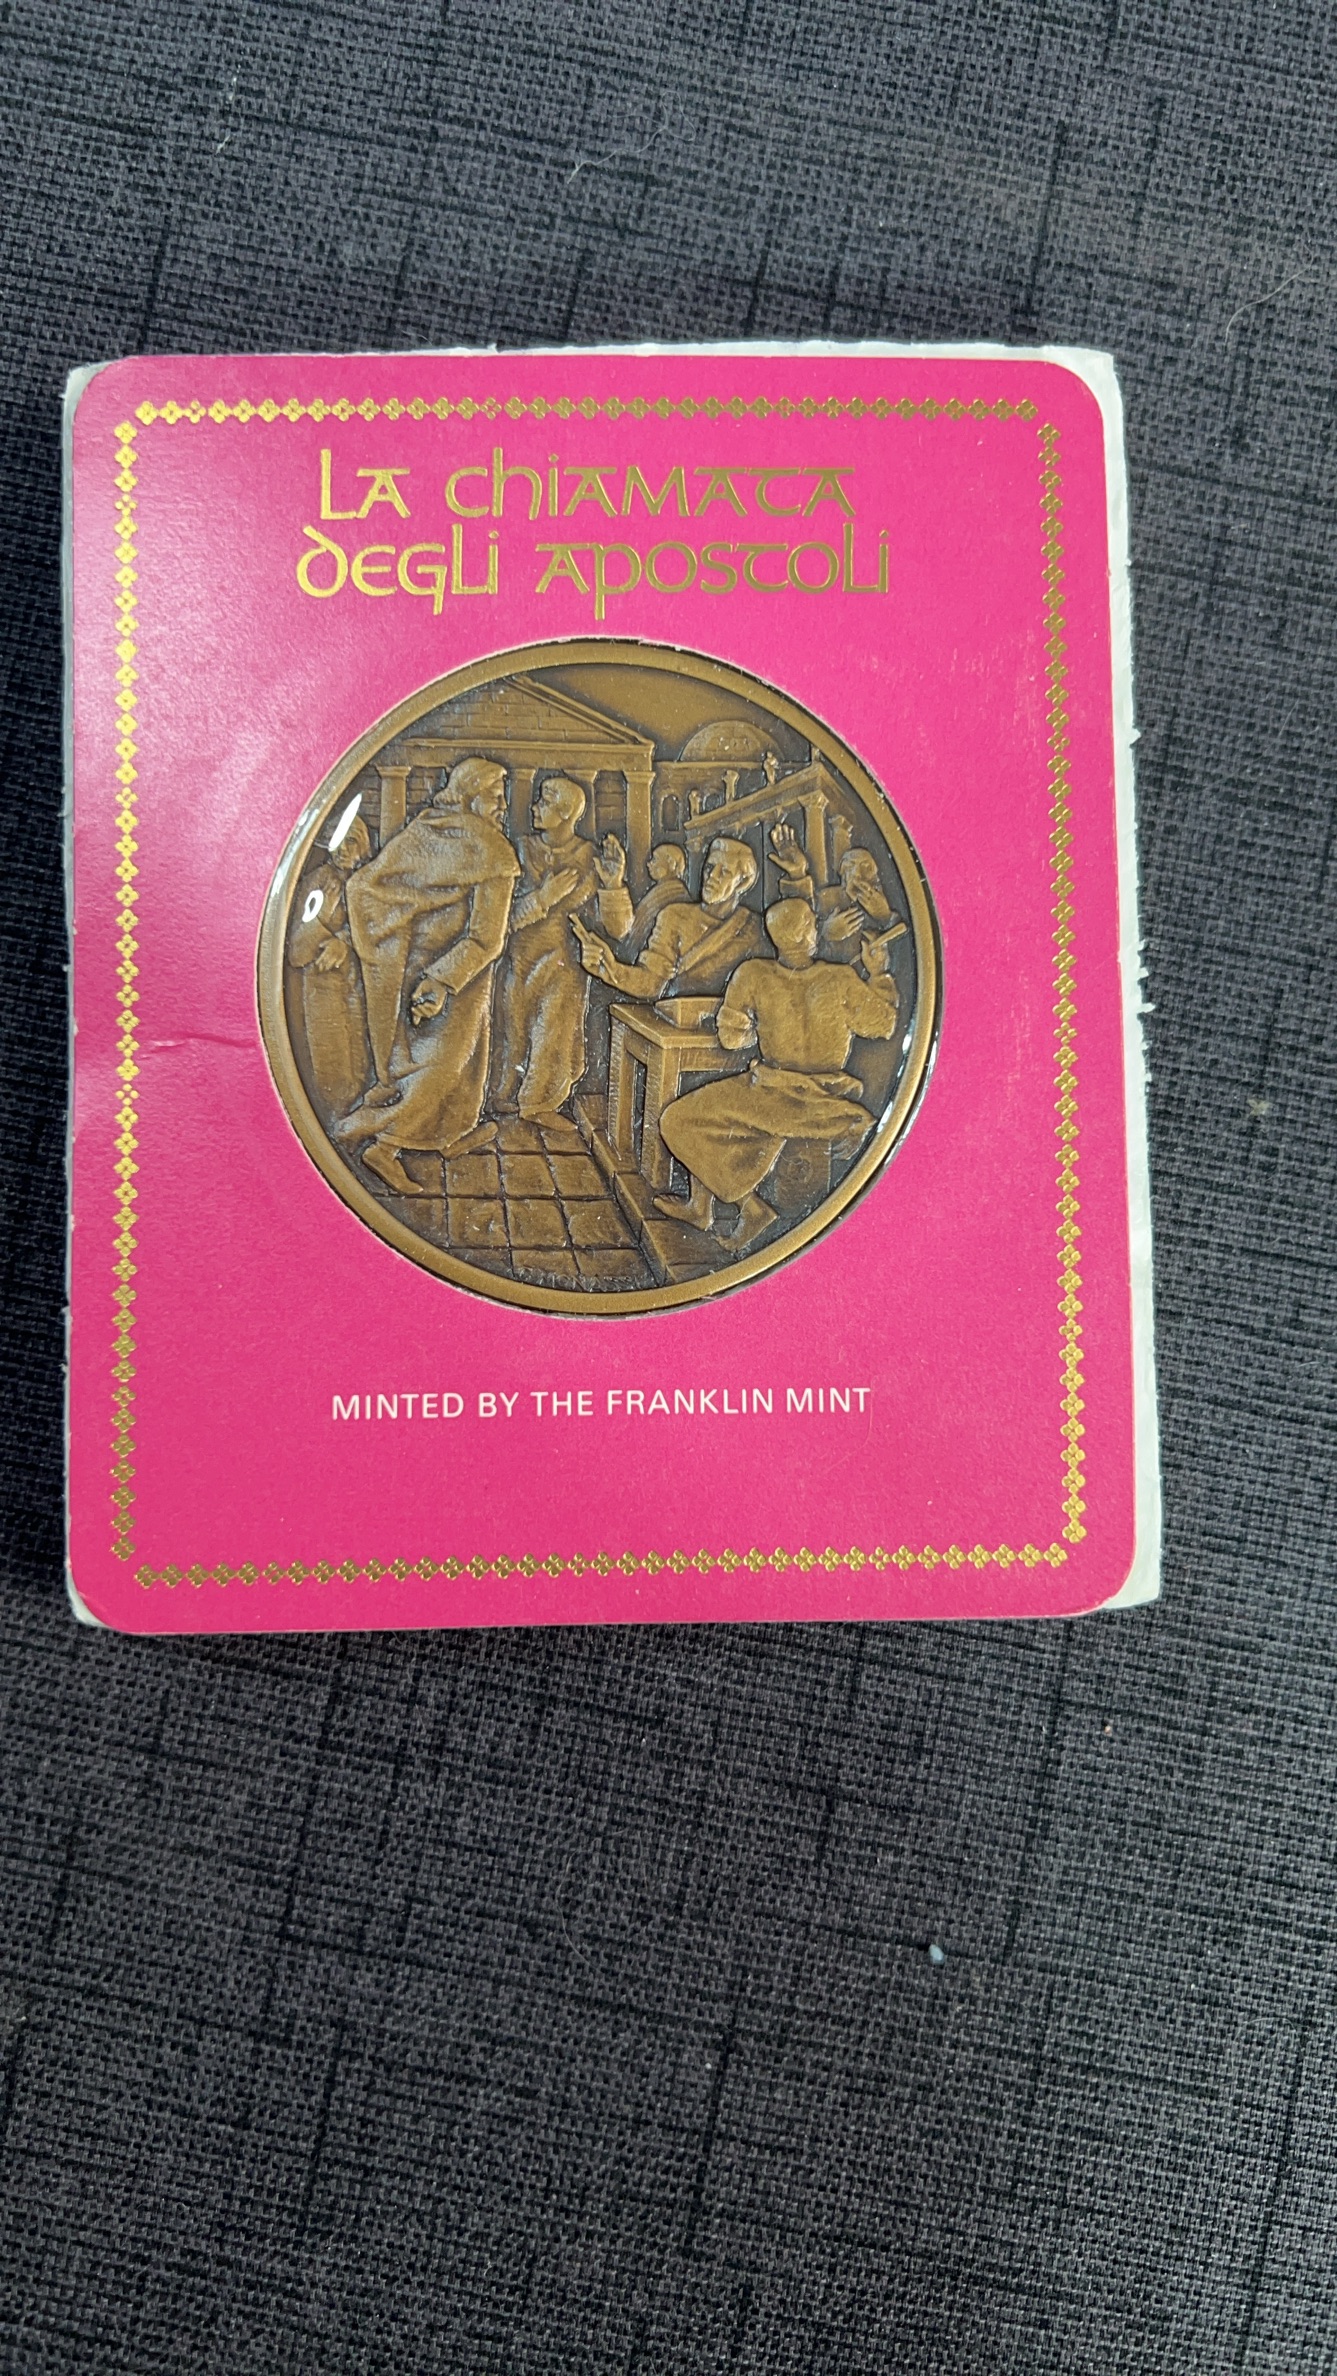 La chiamata
degli apostoli
MINTED BY THE FRANKLIN MINT